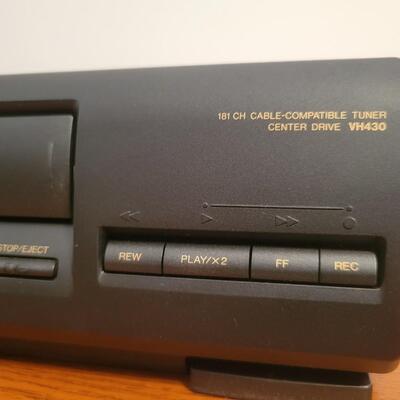 181 CH CABLE-COMPATIBLE TUNER
CENTER DRIVE VH430
STOP/EJECT
REW PLAY/×2 FF REC